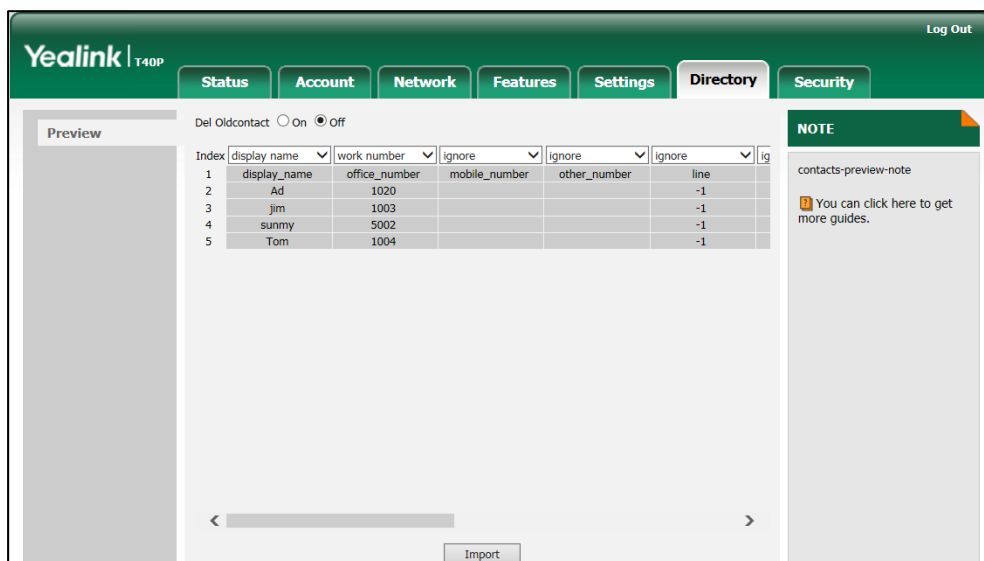 Log Out
Yealink | T40P
Status Account Network Features Settings Directory Security
Preview
Del Oldcontact On Off
NOTE
Index display name work number ignore ignore ignore ig
1 display_name office_number mobile_number other_number line
2 Ad 1020 -1
3 jim 1003 -1
4 sunmy 5002 -1
5 Tom 1004 -1
contacts-preview-note
? You can click here to get
more guides.
Import